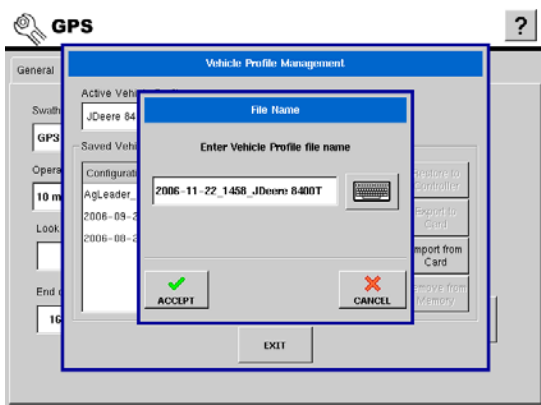 GPS
?
General
Vehicle Profile Management
Active Vehi
JDeere 84
File Name
Swath
GPS
Saved Vehi
Enter Vehicle Profile file name
Opera
Configurati
Restore to
Controller
10 m
AgLeader_
2006-11-22_1458_JDeere 8400T
2006-09-2
Export to
Card
Look
2006-08-2
mport from
Card
End o
ACCEPT
CANCEL
emove from
Memory
16
EXIT